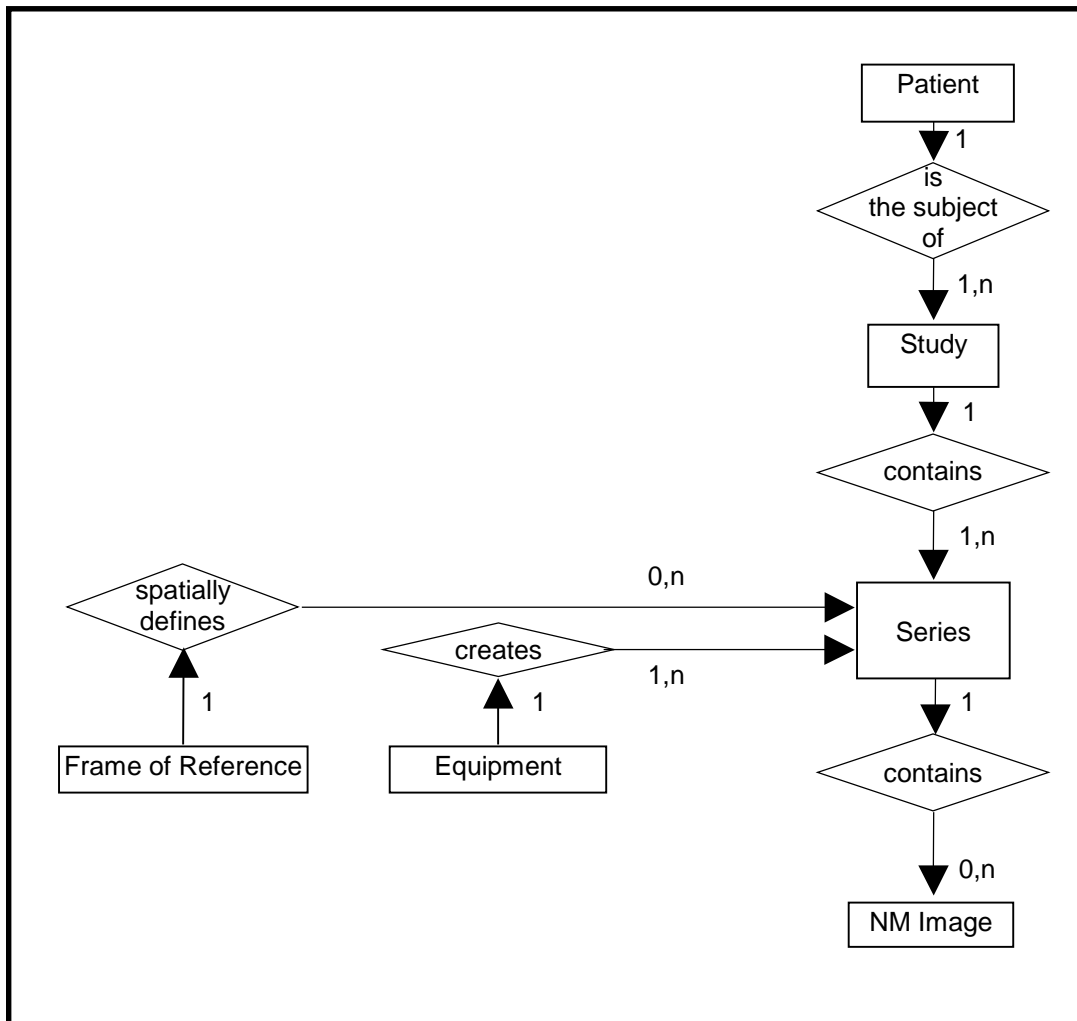 Patient
1
is
the subject
of
1,n
Study
1
contains
1,n
spatially
defines
0,n
Series
creates
1,n
1
1
1
Frame of Reference
Equipment
contains
0,n
NM Image